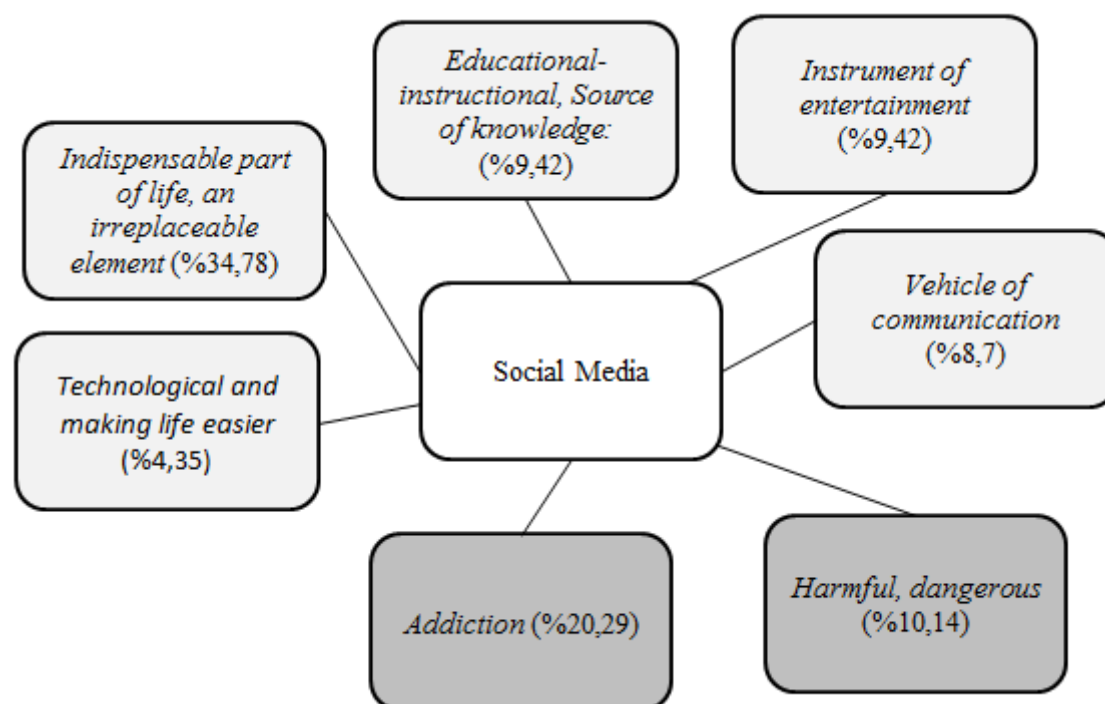 Educational-
instructional, Source
of knowledge:
(%9,42)
Instrument of
entertainment
(%9,42)
Indispensable part
of life, an
irreplaceable
element (%34,78)
Vehicle of
communication
(%8,7)
Social Media
Technological and
making life easier
(%4,35)
Addiction (%20,29)
Harmful, dangerous
(%10,14)